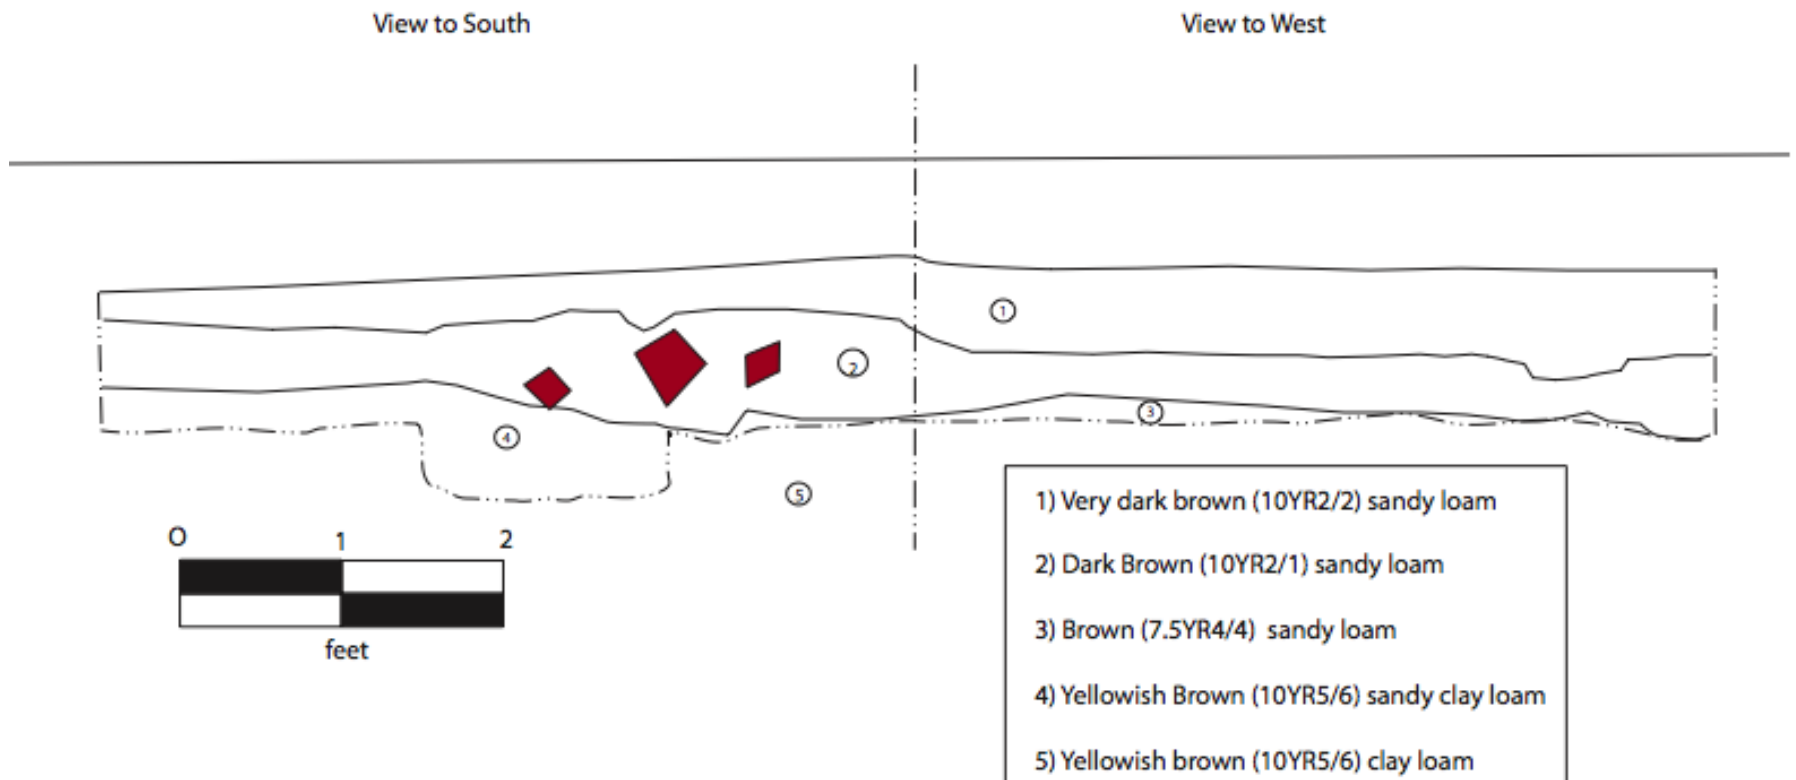 View to South
View to West
1
2
3
4
5
O 1 2
feet
1) Very dark brown (10YR2/2) sandy loam
2) Dark Brown (10YR2/1) sandy loam
3) Brown (7.5YR4/4) sandy loam
4) Yellowish Brown (10YR5/6) sandy clay loam
5) Yellowish brown (10YR5/6) clay loam